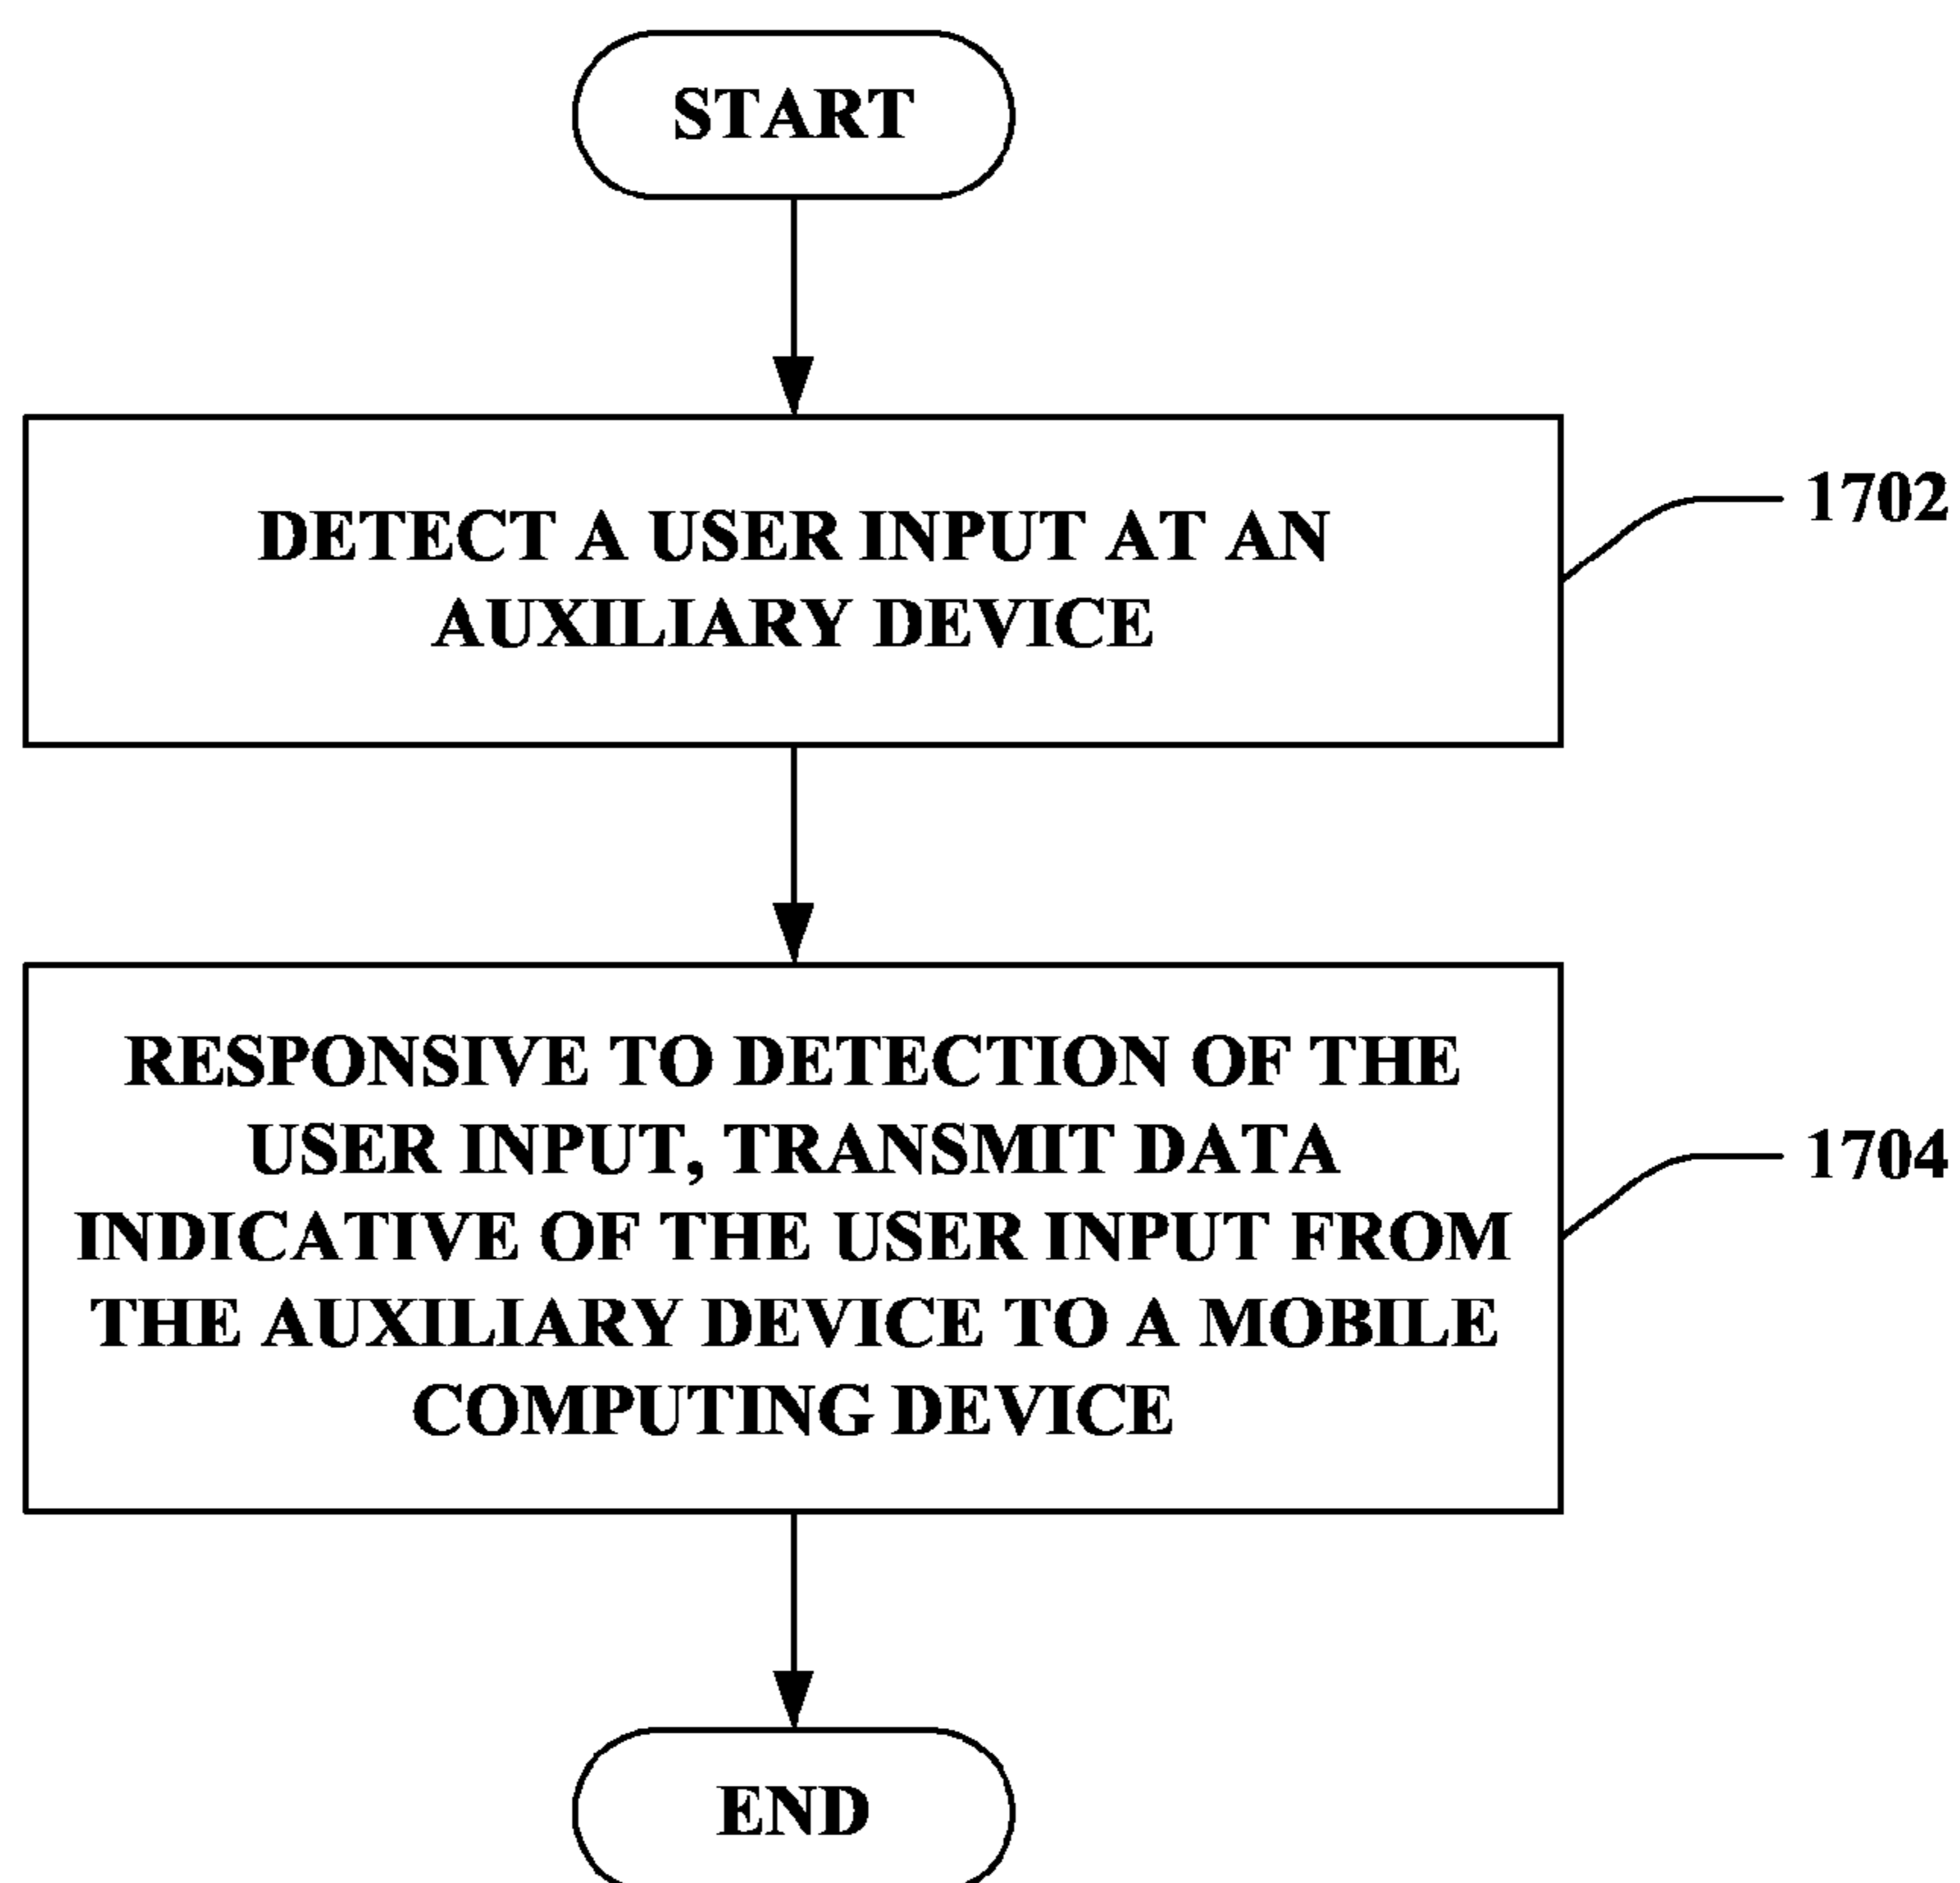 START
DETECT A USER INPUT AT AN
AUXILIARY DEVICE
1702
RESPONSIVE TO DETECTION OF THE
USER INPUT, TRANSMIT DATA
INDICATIVE OF THE USER INPUT FROM
THE AUXILIARY DEVICE TO A MOBILE
COMPUTING DEVICE
1704
END